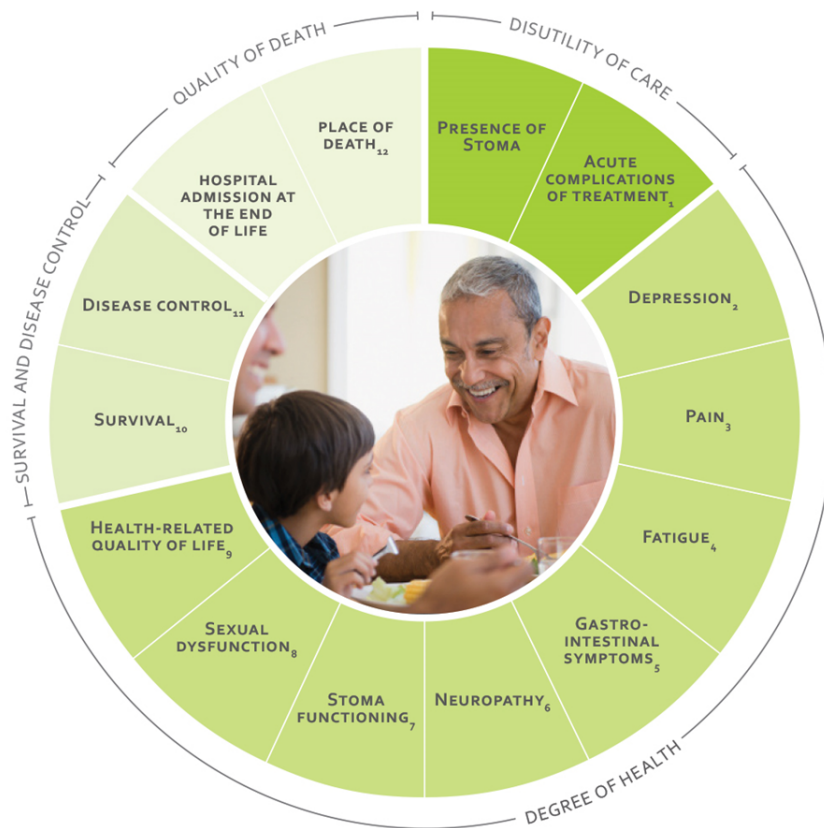 DISUTILITY OF CARE
PRESENCE OF
STOMA
ACUTE
COMPLICATIONS
OF TREATMENT1
DEGREE OF HEALTH
DEPRESSION2
PAIN3
FATIGUE4
GASTRO-
INTESTINAL
SYMPTOMS5
NEUROPATHY6
STOMA
FUNCTIONING7
SEXUAL
DYSFUNCTION8
HEALTH-RELATED
QUALITY OF LIFE9
SURVIVAL AND DISEASE CONTROL
SURVIVAL10
DISEASE CONTROL11
QUALITY OF DEATH
HOSPITAL
ADMISSION AT
THE END
OF LIFE
PLACE OF
DEATH12